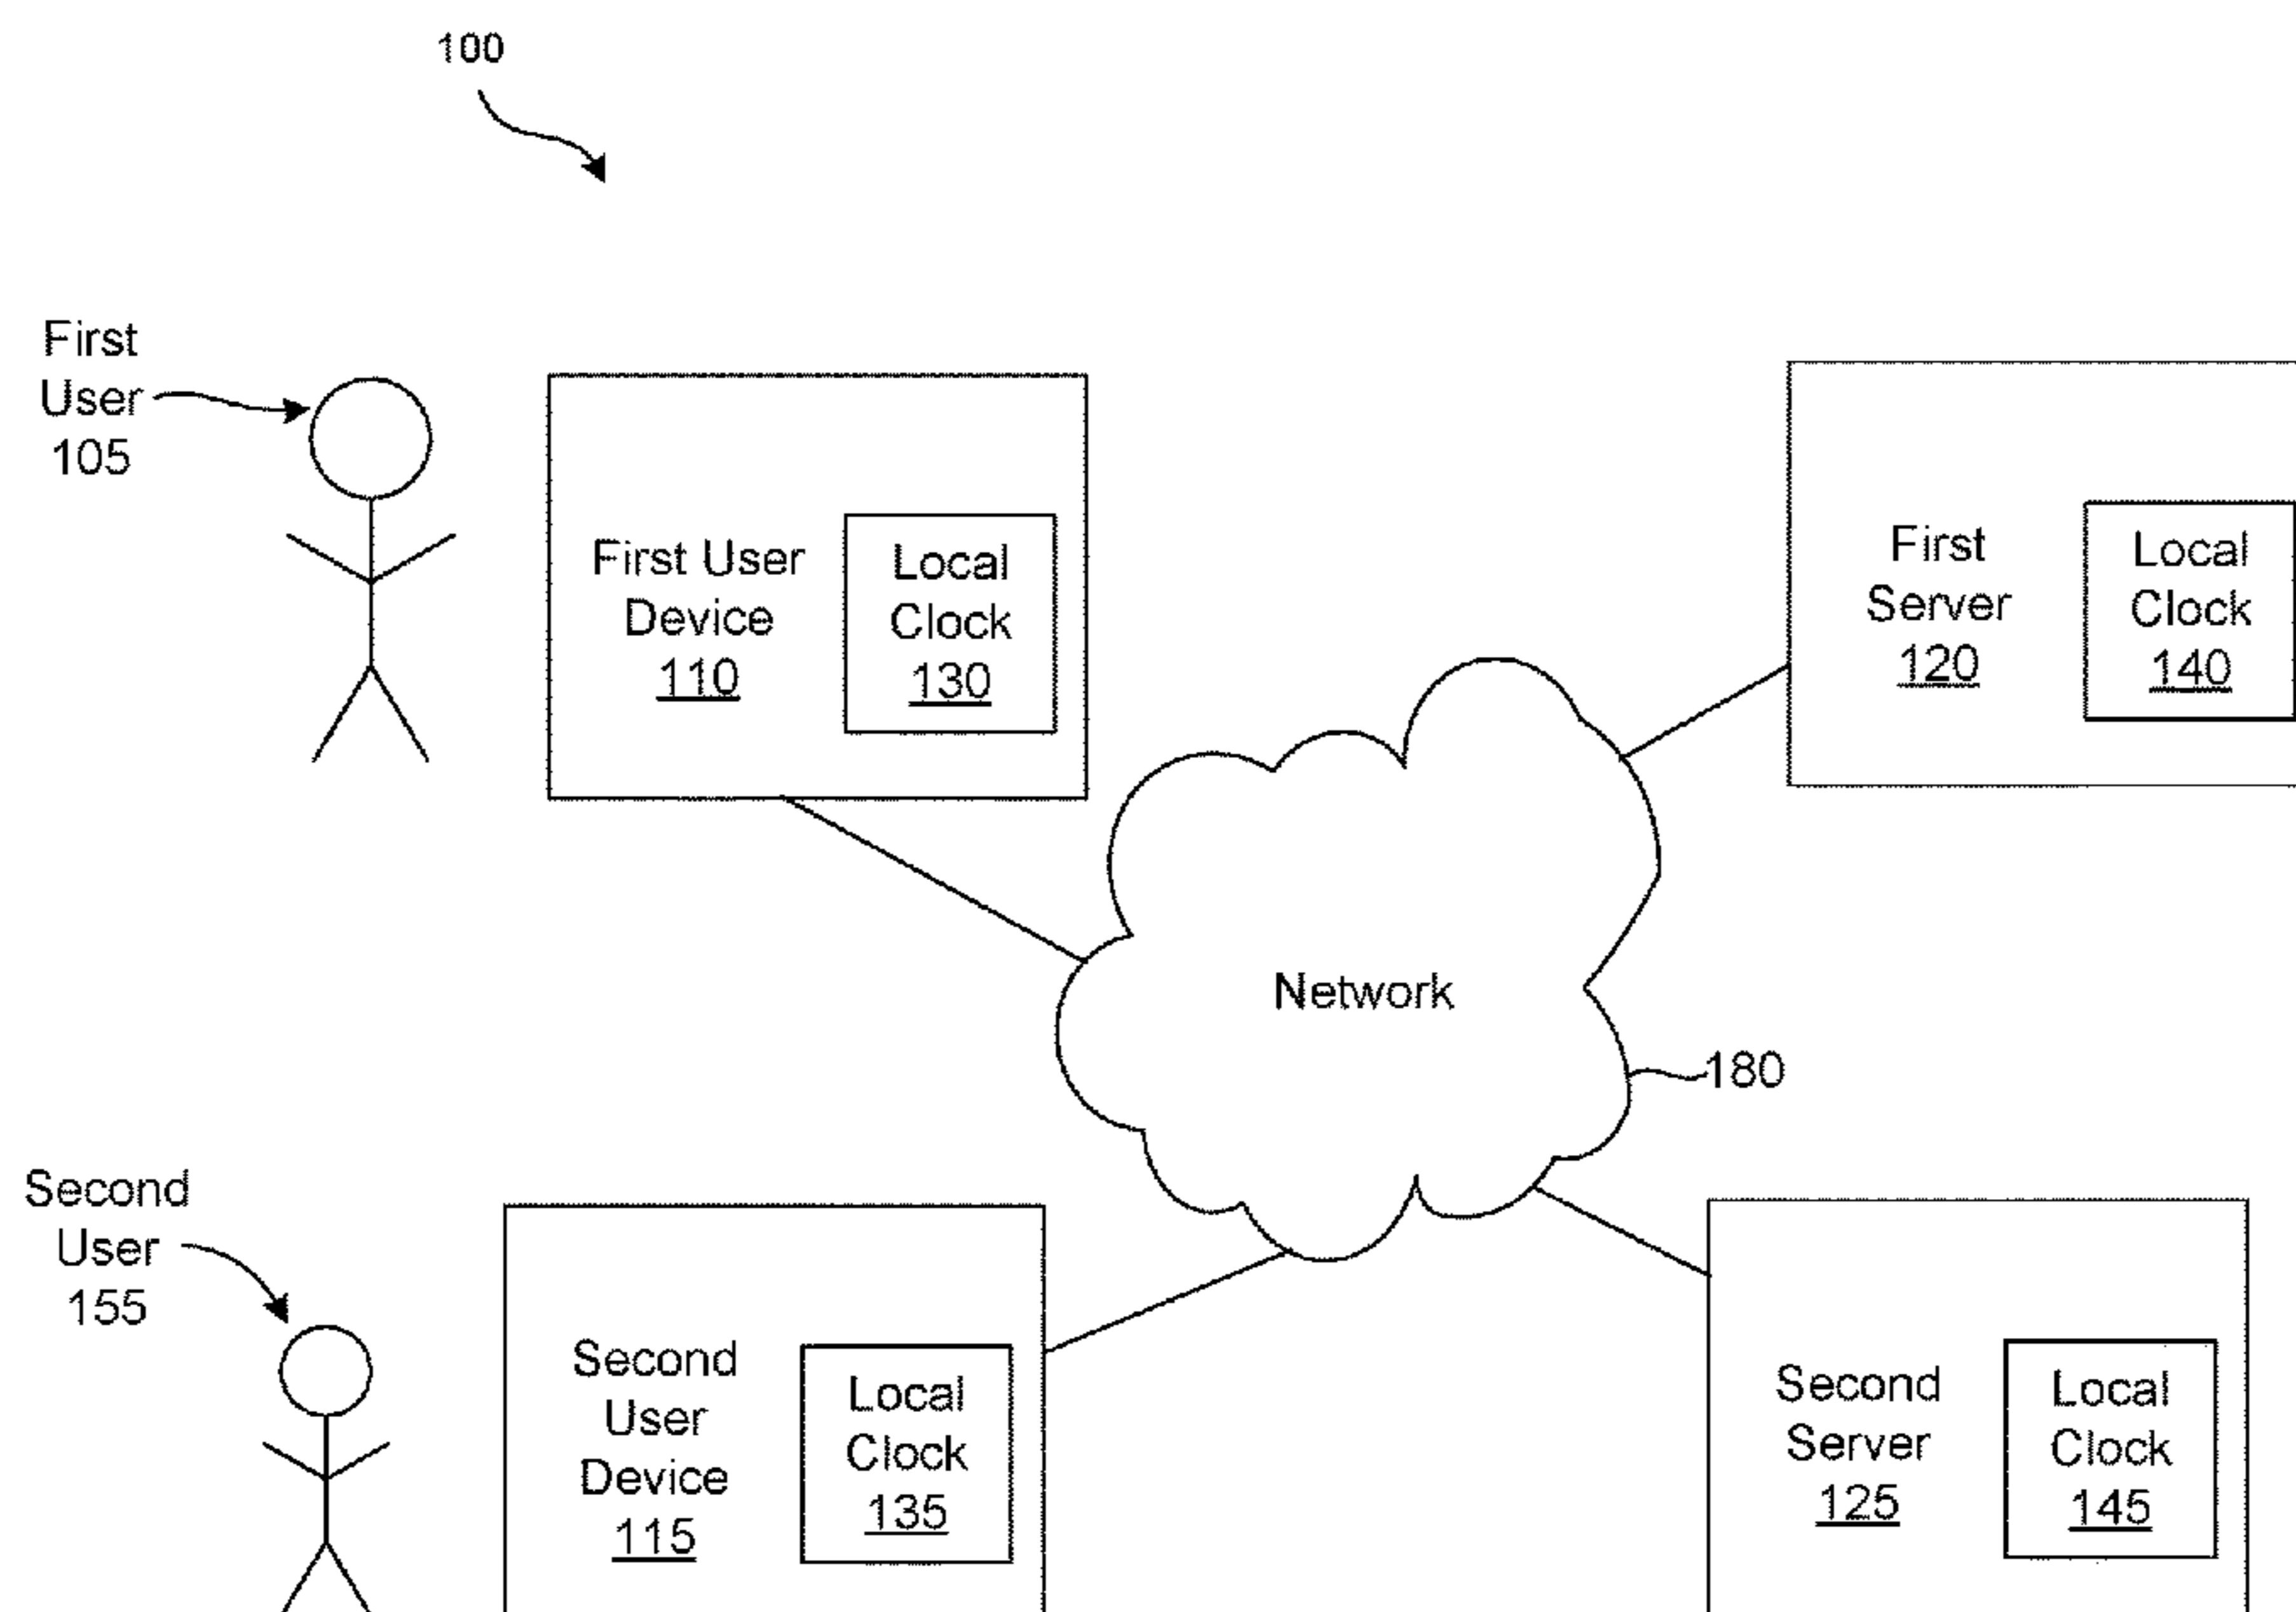 100
First
User
105
First User
Device
110
Local
Clock
130
First
Server
120
Local
Clock
140
Network
180
Second
User
155
Second
User
Device
115
Local
Clock
135
Second
Server
125
Local
Clock
145